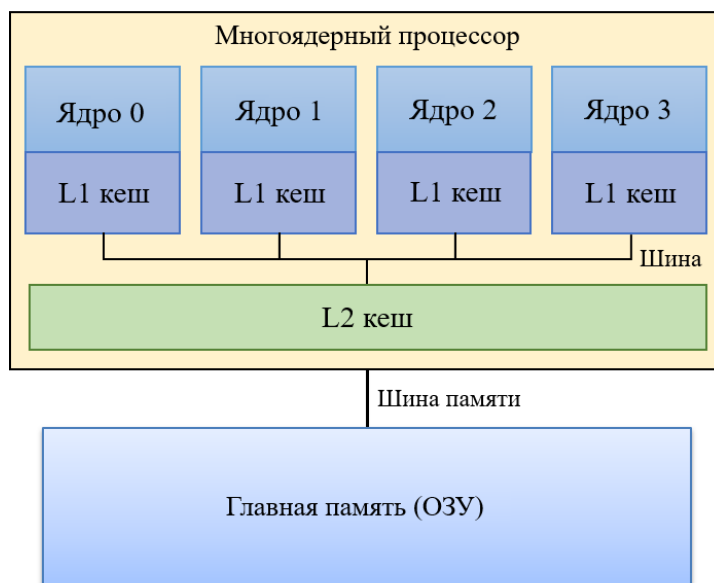 Многоядерный процессор
Ядро 0
Ядро 1
Ядро 2
Ядро 3
L1 кеш
L1 кеш
L1 кеш
L1 кеш
Шина
L2 кеш
Шина памяти
Главная память (ОЗУ)